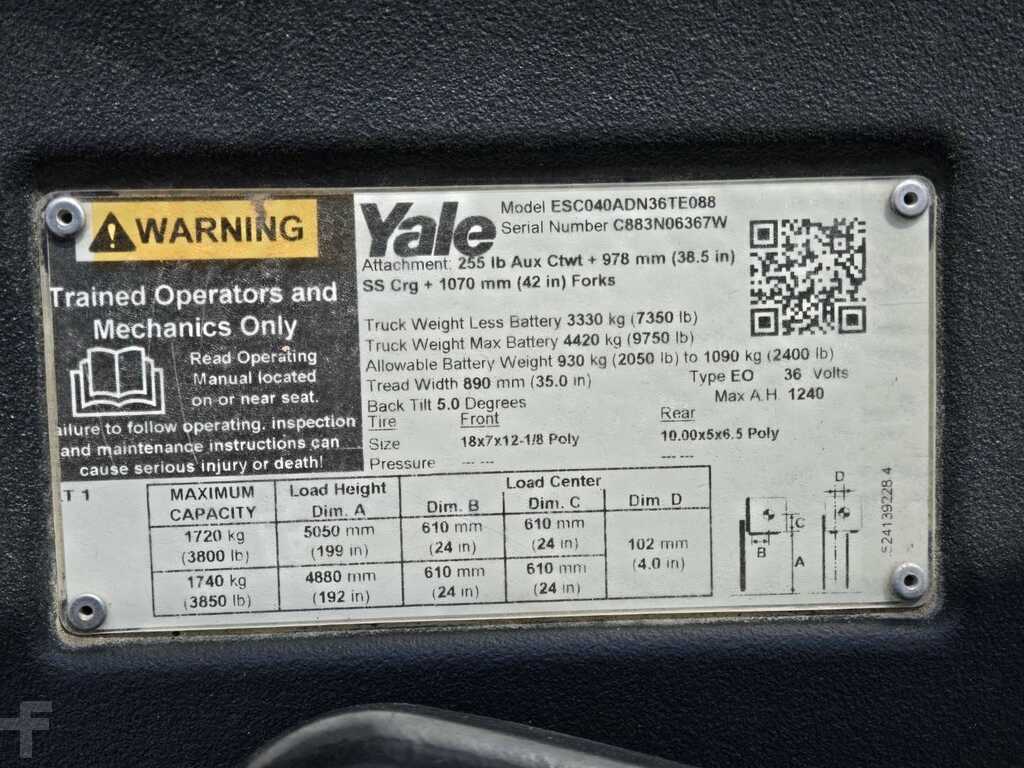 WARNING
Trained Operators and
Mechanics Only
Read Operating
Manual located
on or near seat.
ailure to follow operating, inspection
and maintenance instructions can
cause serious injury or death!
Yale
Model ESC040ADN36TE088
Serial Number C883N06367W
Attachment: 255 lb Aux Ctwt + 978 mm (38.5 in)
SS Crg + 1070 mm (42 in) Forks
Truck Weight Less Battery 3330 kg (7350 lb)
Truck Weight Max Battery 4420 kg (9750 lb)
Allowable Battery Weight 930 kg (2050 lb) to 1090 kg (2400 lb)
Tread Width 890 mm (35.0 in) Type EO 36 Volts
Back Tilt 5.0 Degrees Max A.H. 1240
Tire Front Rear
Size 18x7x12-1/8 Poly 10.00x5x6.5 Poly
Pressure --- --- --- ---
T 1
MAXIMUM CAPACITY Load Height Dim. A Load Center
Dim. B Dim. C Dim. D
1720 kg 5050 mm 610 mm 610 mm
(3800 lb) (199 in) (24 in) (24 in)
102 mm
(4.0 in)
1740 kg 4880 mm 610 mm 610 mm
(3850 lb) (192 in) (24 in) (24 in)
D
C
B
A
524139228 4
F